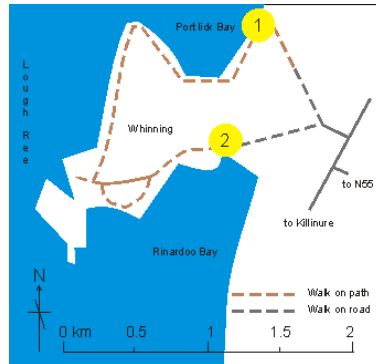 Portlick Bay
1
Lough Ree
Whinning
2
to N55
to Killinure
Rinardoo Bay
N
Walk on path
Walk on road
0 km 0.5 1 1.5 2